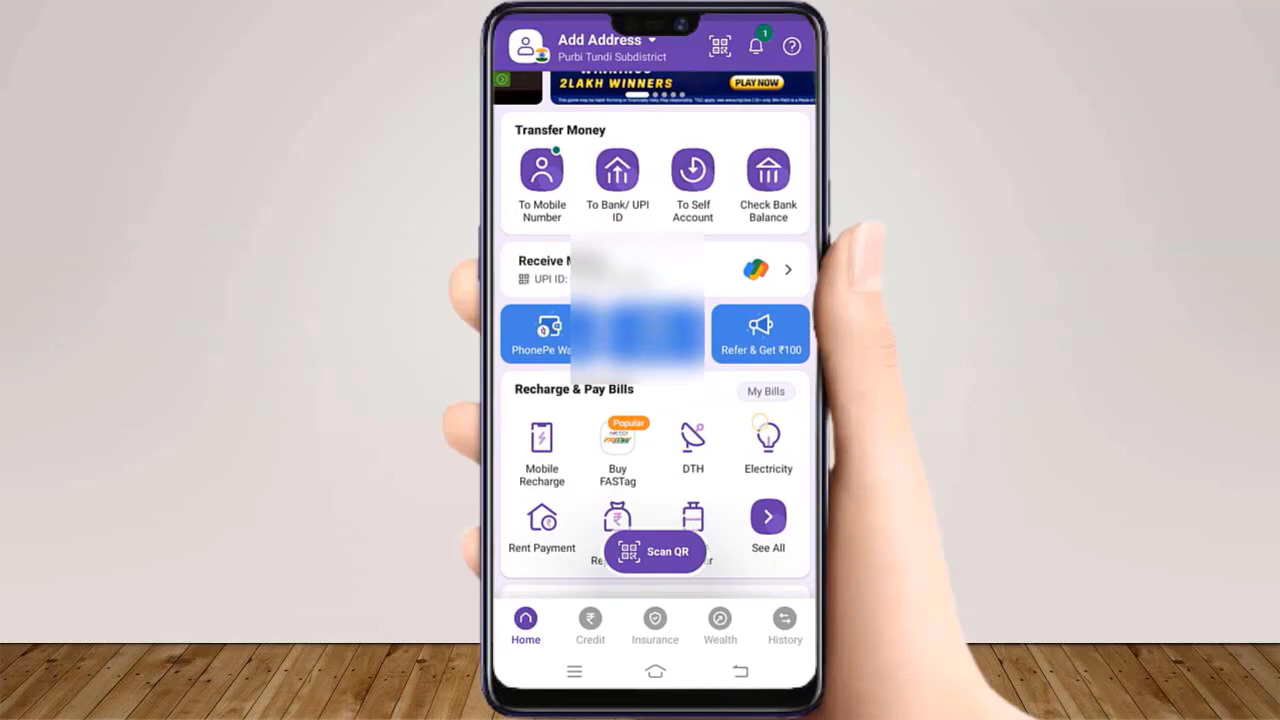 Add Address
Purbi Tundi Subdistrict
1
2LAKH WINNERS
PLAY NOW
Transfer Money
To Mobile
Number
To Bank/ UPI
ID
To Self
Account
Check Bank
Balance
Receive
UPI ID:
PhonePe
Refer & Get ₹100
Recharge & Pay Bills
My Bills
Mobile
Recharge
Popular
Buy
FASTag
DTH
Electricity
Rent Payment
Scan QR
See All
Home
Credit
Insurance
Wealth
History